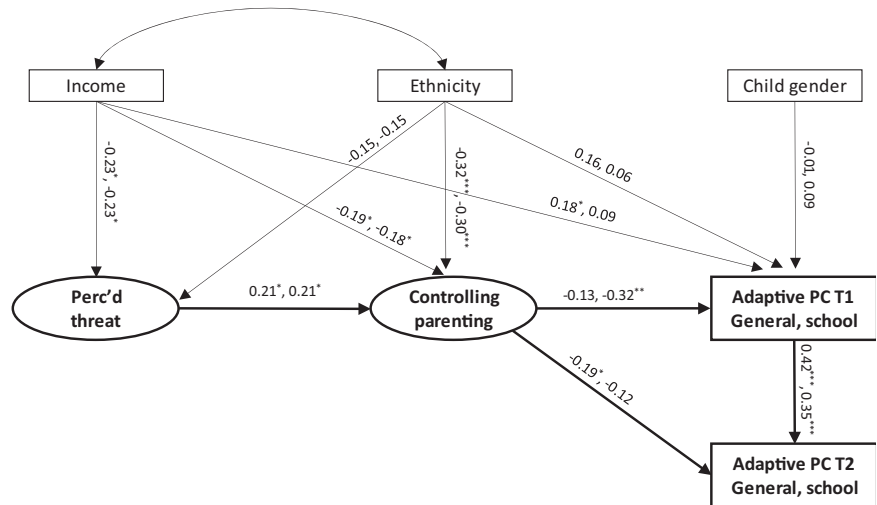 Income
Ethnicity
Child gender
-0.23*, -0.23*
-0.15, -0.15
-0.19*, -0.18*
-0.32***, -0.30***
0.18*, 0.09
0.16, 0.06
-0.01, 0.09
Perc'd
threat
0.21*, 0.21*
Controlling
parenting
-0.13, -0.32**
Adaptive PC T1
General, school
-0.19*, -0.12
0.42***, 0.35***
Adaptive PC T2
General, school